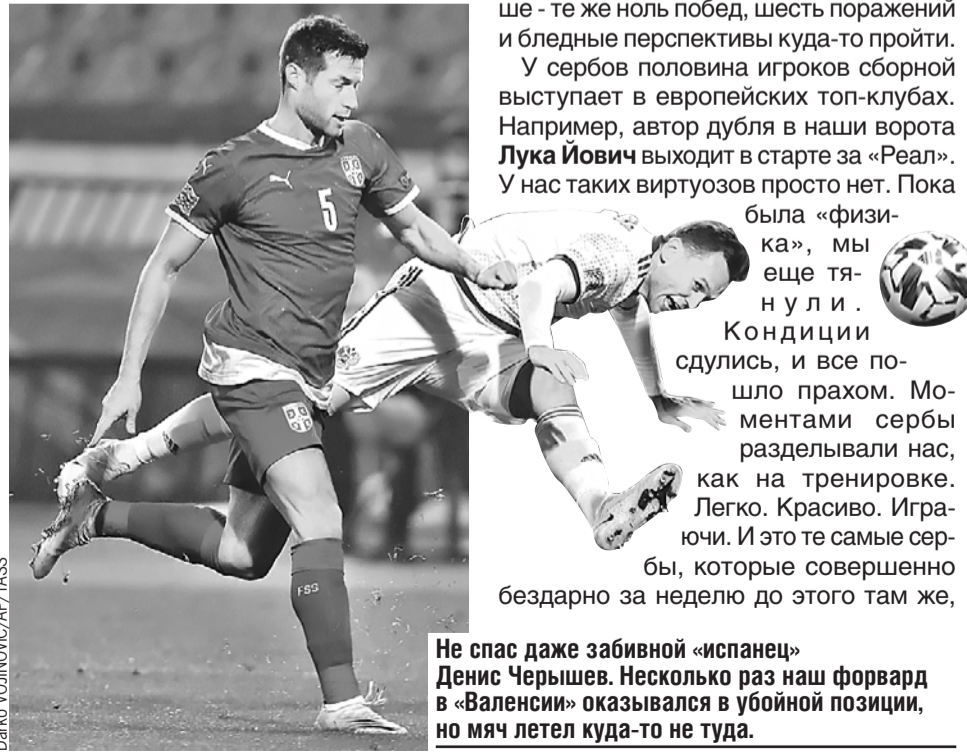 ше - те же ноль побед, шесть поражений
и бледные перспективы куда-то пройти.
У сербов половина игроков сборной
выступает в европейских топ-клубах.
Например, автор дубля в наши ворота
Лука Йович выходит в старте за «Реал».
У нас таких виртуозов просто нет. Пока
была «физи-
ка», мы
еще тя-
нули.
Кондиции
сдулись, и все по-
шло прахом. Мо-
ментами сербы
разделывали нас,
как на тренировке.
Легко. Красиво. Игра-
ючи. И это те самые сер-
бы, которые совершенно
бездарно за неделю до этого там же,
5
FSS
Darko VOJINOVIC/AP/TASS
Не спас даже забивной «испанец»
Денис Черышев. Несколько раз наш форвард
в «Валенсии» оказывался в убойной позиции,
но мяч летел куда-то не туда.